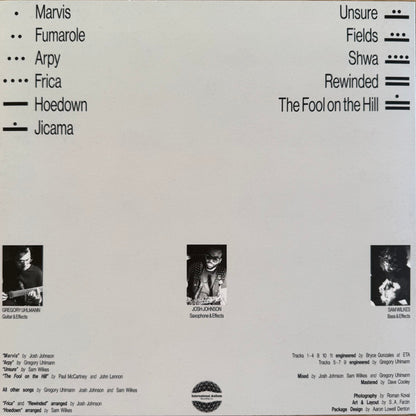 Marvis
Fumarole
Arpy
Frica
Hoedown
Jicama
Unsure
Fields
Shwa
Rewinded
The Fool on the Hill
GREGORY UHLMANN
Guitar & Effects
JOSH JOHNSON
Saxophone & Effects
SAM WILKES
Bass & Effects
"Marvis" by Josh Johnson
"Arpy" by Gregory Uhlmann
"Unsure" by Sam Wilkes
"The Fool on the Hill" by Paul McCartney and John Lennon
All other songs by Gregory Uhlmann Josh Johnson and Sam Wilkes
"Frica" and "Rewinded" arranged by Josh Johnson
"Hoedown" arranged by Sam Wilkes
International Anthem
Tracks 1-4 8 10 11 engineered by Bryce Gonzales at ETA
Tracks 5-7 9 engineered by Gregory Uhlmann
Mixed by Josh Johnson Sam Wilkes and Gregory Uhlmann
Mastered by Dave Cooley
Photography by Roman Koval
Art & Layout by S. A. Farzin
Package Design by Aaron Lowell Denton